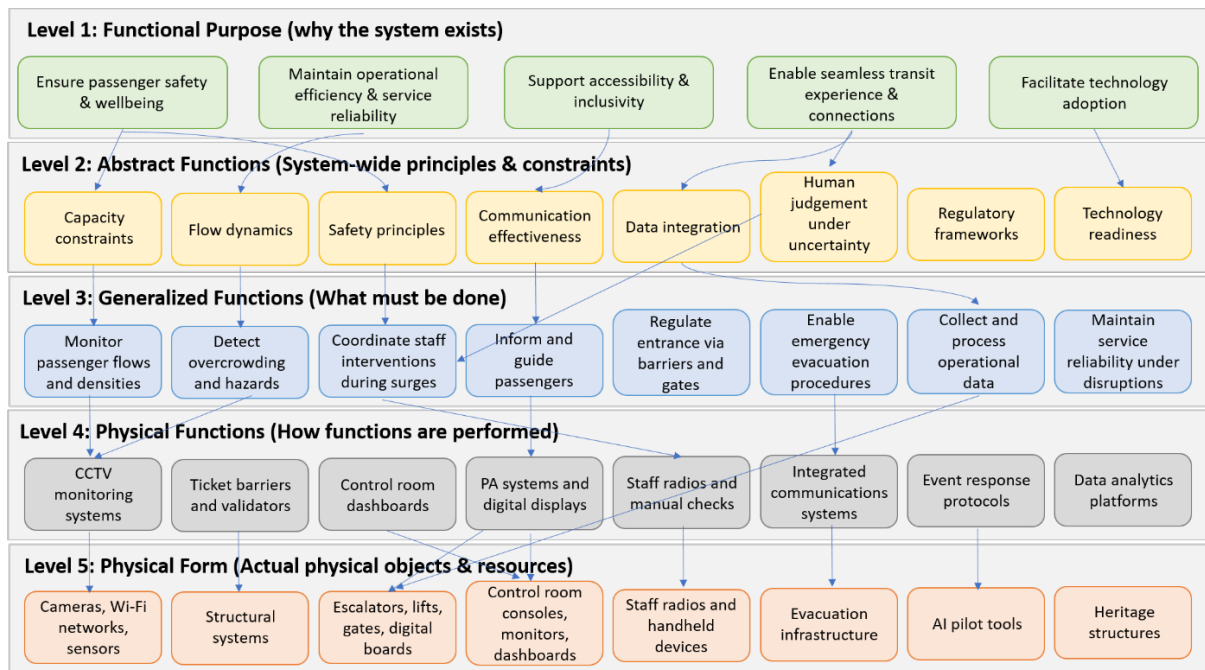 Level 1: Functional Purpose (why the system exists)
Ensure passenger safety
& wellbeing
Maintain operational
efficiency & service
reliability
Support accessibility &
inclusivity
Enable seamless transit
experience &
connections
Facilitate technology
adoption
Level 2: Abstract Functions (System-wide principles & constraints)
Capacity
constraints
Flow dynamics
Safety principles
Communication
effectiveness
Data integration
Human
judgement under
uncertainty
Regulatory
frameworks
Technology
readiness
Level 3: Generalized Functions (What must be done)
Monitor
passenger flows
and densities
Detect
overcrowding
and hazards
Coordinate staff
interventions
during surges
Inform and
guide
passengers
Regulate
entrance via
barriers and
gates
Enable
emergency
evacuation
procedures
Collect and
process
operational
data
Maintain
service
reliability under
disruptions
Level 4: Physical Functions (How functions are performed)
CCTV
monitoring
systems
Ticket barriers
and validators
Control room
dashboards
PA systems and
digital displays
Staff radios and
manual checks
Integrated
communications
systems
Event response
protocols
Data analytics
platforms
Level 5: Physical Form (Actual physical objects & resources)
Cameras, Wi-Fi
networks,
sensors
Structural
systems
Escalators, lifts,
gates, digital
boards
Control room
consoles,
monitors,
dashboards
Staff radios and
handheld
devices
Evacuation
infrastructure
AI pilot tools
Heritage
structures